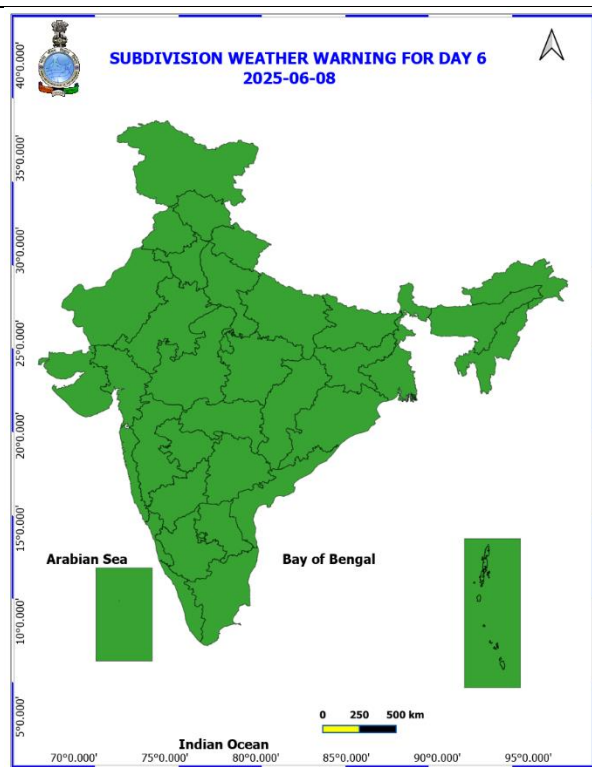 SUBDIVISION WEATHER WARNING FOR DAY 6
2025-06-08
40°0.000'
35°0.000'
30°0.000'
25°0.000'
20°0.000'
15°0.000'
10°0.000'
5°0.000'
Arabian Sea
Bay of Bengal
0 250 500 km
Indian Ocean
70°0.000' 75°0.000' 80°0.000' 85°0.000' 90°0.000' 95°0.000'